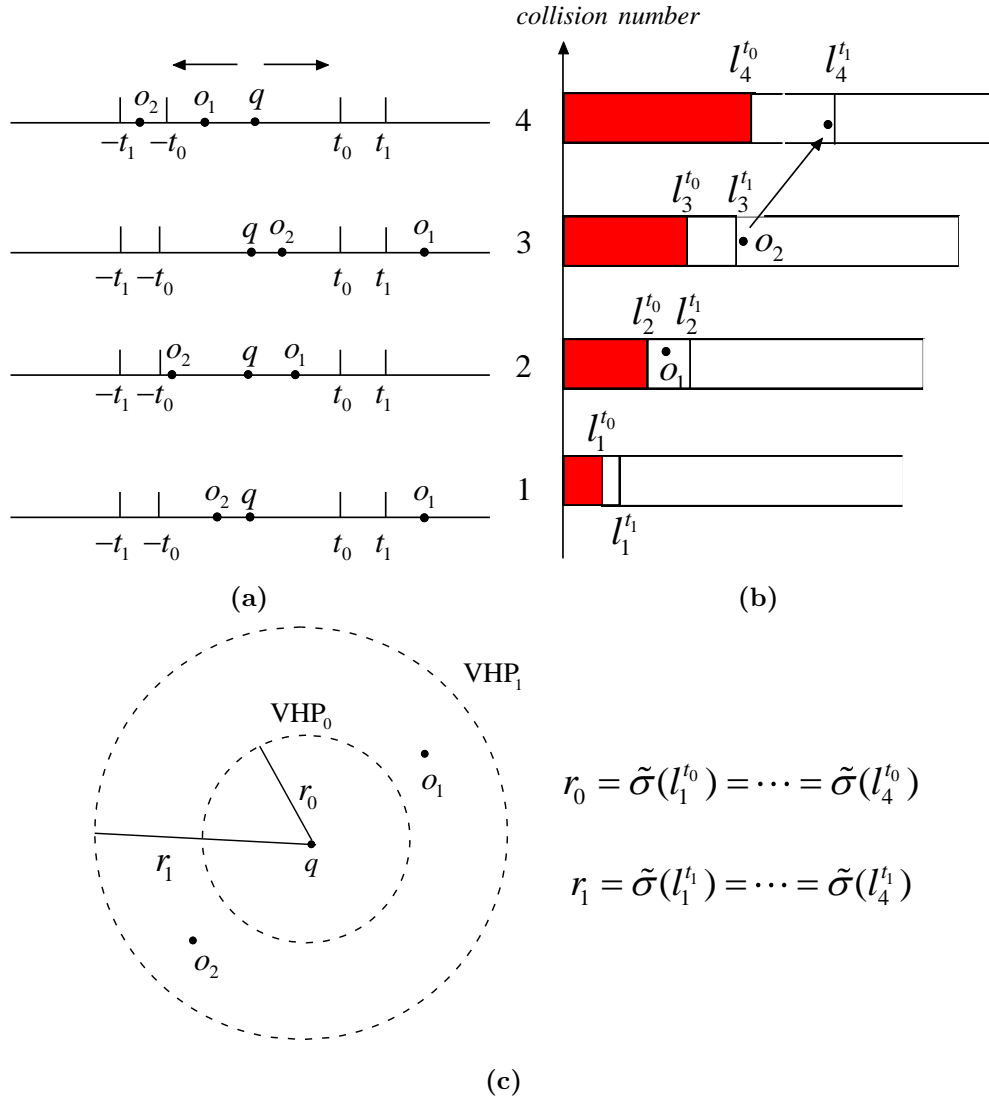 collision number
o₂ o₁ q
−t₁ −t₀ t₀ t₁
q o₂ o₁
−t₁ −t₀ t₀ t₁
o₂ q o₁
−t₁ −t₀ t₀ t₁
o₂ q o₁
−t₁ −t₀ t₀ t₁
(a)
l₄^{t₀} l₄^{t₁}
4
l₃^{t₀} l₃^{t₁}
3 o₂
l₂^{t₀} l₂^{t₁}
2 o₁
l₁^{t₀}
1
l₁^{t₁}
(b)
VHP₁
VHP₀
o₁
r₀
r₁
q
o₂
r₀ = σ̃(l₁^{t₀}) = ⋯ = σ̃(l₄^{t₀})
r₁ = σ̃(l₁^{t₁}) = ⋯ = σ̃(l₄^{t₁})
(c)